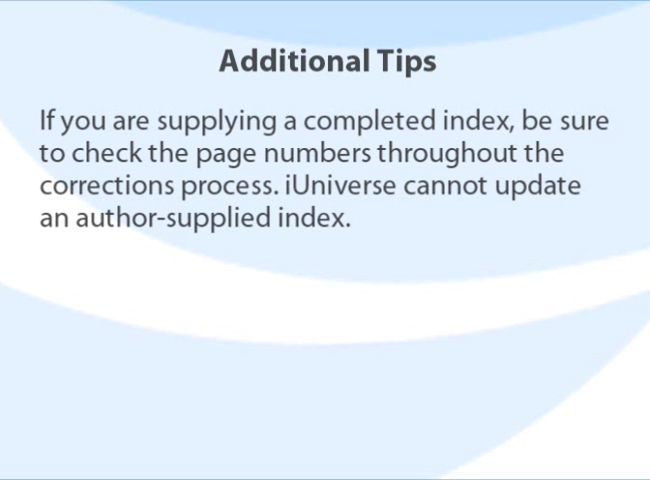 Additional Tips
If you are supplying a completed index, be sure
to check the page numbers throughout the
corrections process. iUniverse cannot update
an author-supplied index.